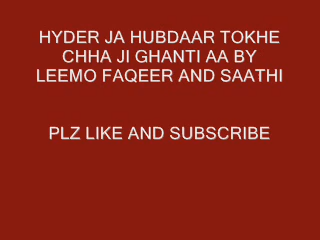 HYDER JA HUBDAAR TOKHE
CHHA JI GHANTI AA BY
LEEMO FAQEER AND SAATHI
PLZ LIKE AND SUBSCRIBE